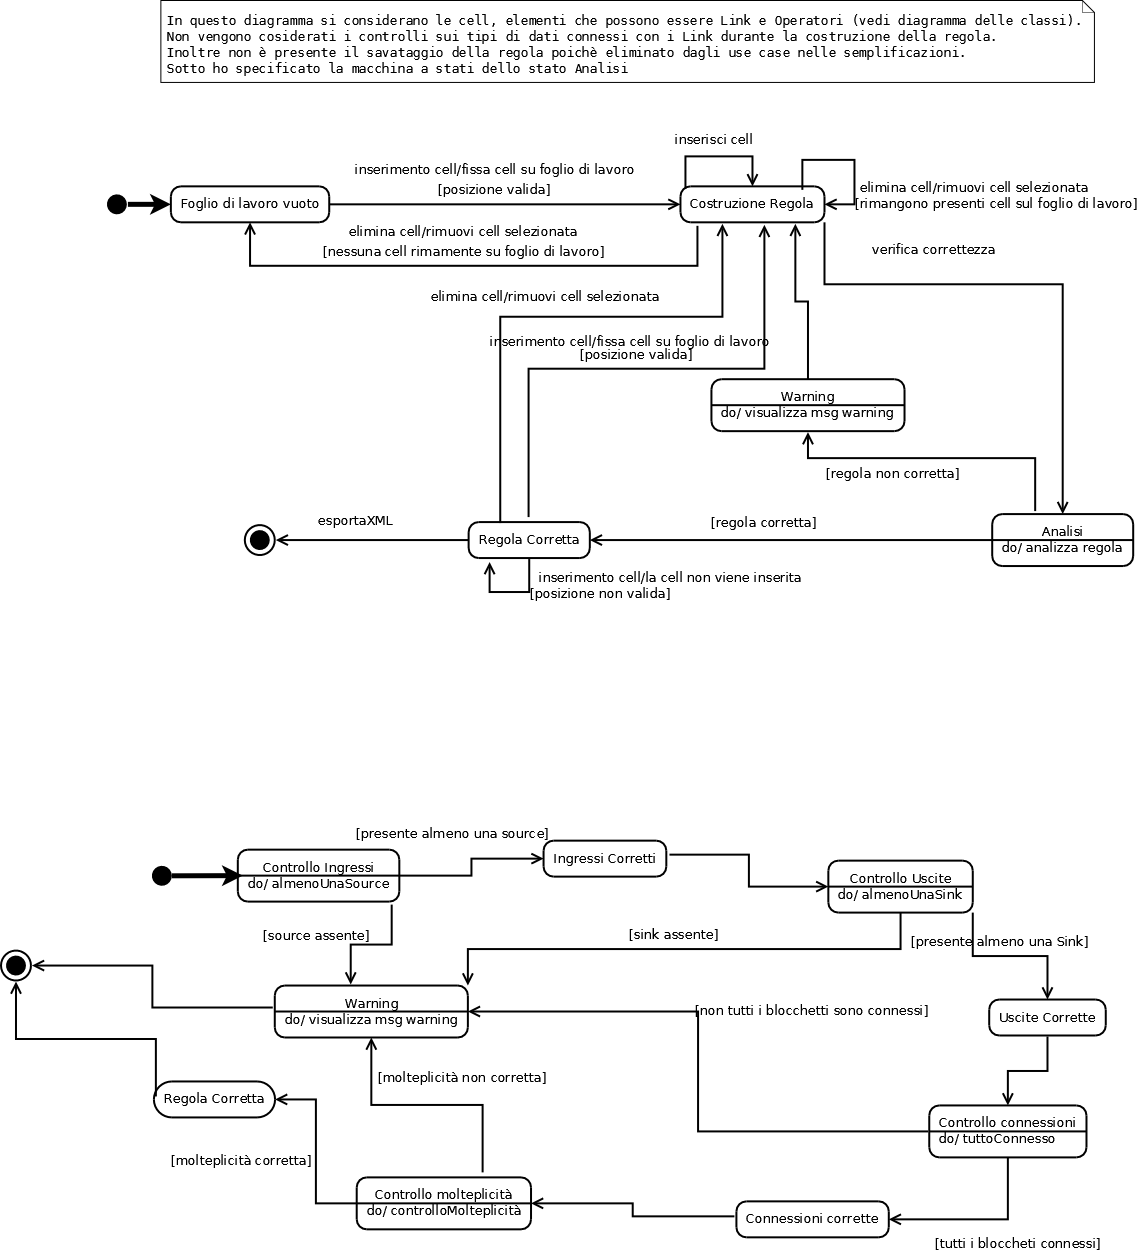 In questo diagramma si considerano le cell, elementi che possono essere Link e Operatori (vedi diagramma delle classi).
Non vengono cosiderati i controlli sui tipi di dati connessi con i Link durante la costruzione della regola.
Inoltre non è presente il savataggio della regola poichè eliminato dagli use case nelle semplificazioni.
Sotto ho specificato la macchina a stati dello stato Analisi
inserisci cell
inserimento cell/fissa cell su foglio di lavoro
[posizione valida]
elimina cell/rimuovi cell selezionata
[rimangono presenti cell sul foglio di lavoro]
Foglio di lavoro vuoto
Costruzione Regola
elimina cell/rimuovi cell selezionata
[nessuna cell rimamente su foglio di lavoro]
verifica correttezza
elimina cell/rimuovi cell selezionata
inserimento cell/fissa cell su foglio di lavoro
[posizione valida]
Warning
do/ visualizza msg warning
[regola non corretta]
esportaXML
[regola corretta]
Regola Corretta
Analisi
do/ analizza regola
inserimento cell/la cell non viene inserita
[posizione non valida]
[presente almeno una source]
Controllo Ingressi
do/ almenoUnaSource
Ingressi Corretti
Controllo Uscite
do/ almenoUnaSink
[source assente]
[sink assente]
[presente almeno una Sink]
Warning
do/ visualizza msg warning
[non tutti i blocchetti sono connessi]
Uscite Corrette
[molteplicità non corretta]
Regola Corretta
Controllo connessioni
do/ tuttoConnesso
[molteplicità corretta]
Controllo molteplicità
do/ controlloMolteplicità
Connessioni corrette
[tutti i bloccheti connessi]